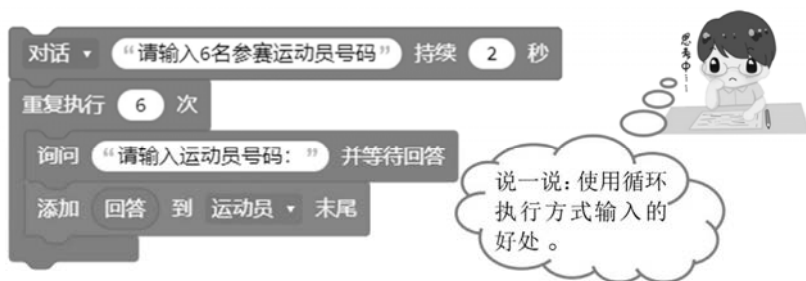 对话 “请输入6名参赛运动员号码” 持续 2 秒
重复执行 6 次
询问 “请输入运动员号码：” 并等待回答
添加 回答 到 运动员 末尾
思考中……
说一说：使用循环
执行方式输入的
好处。